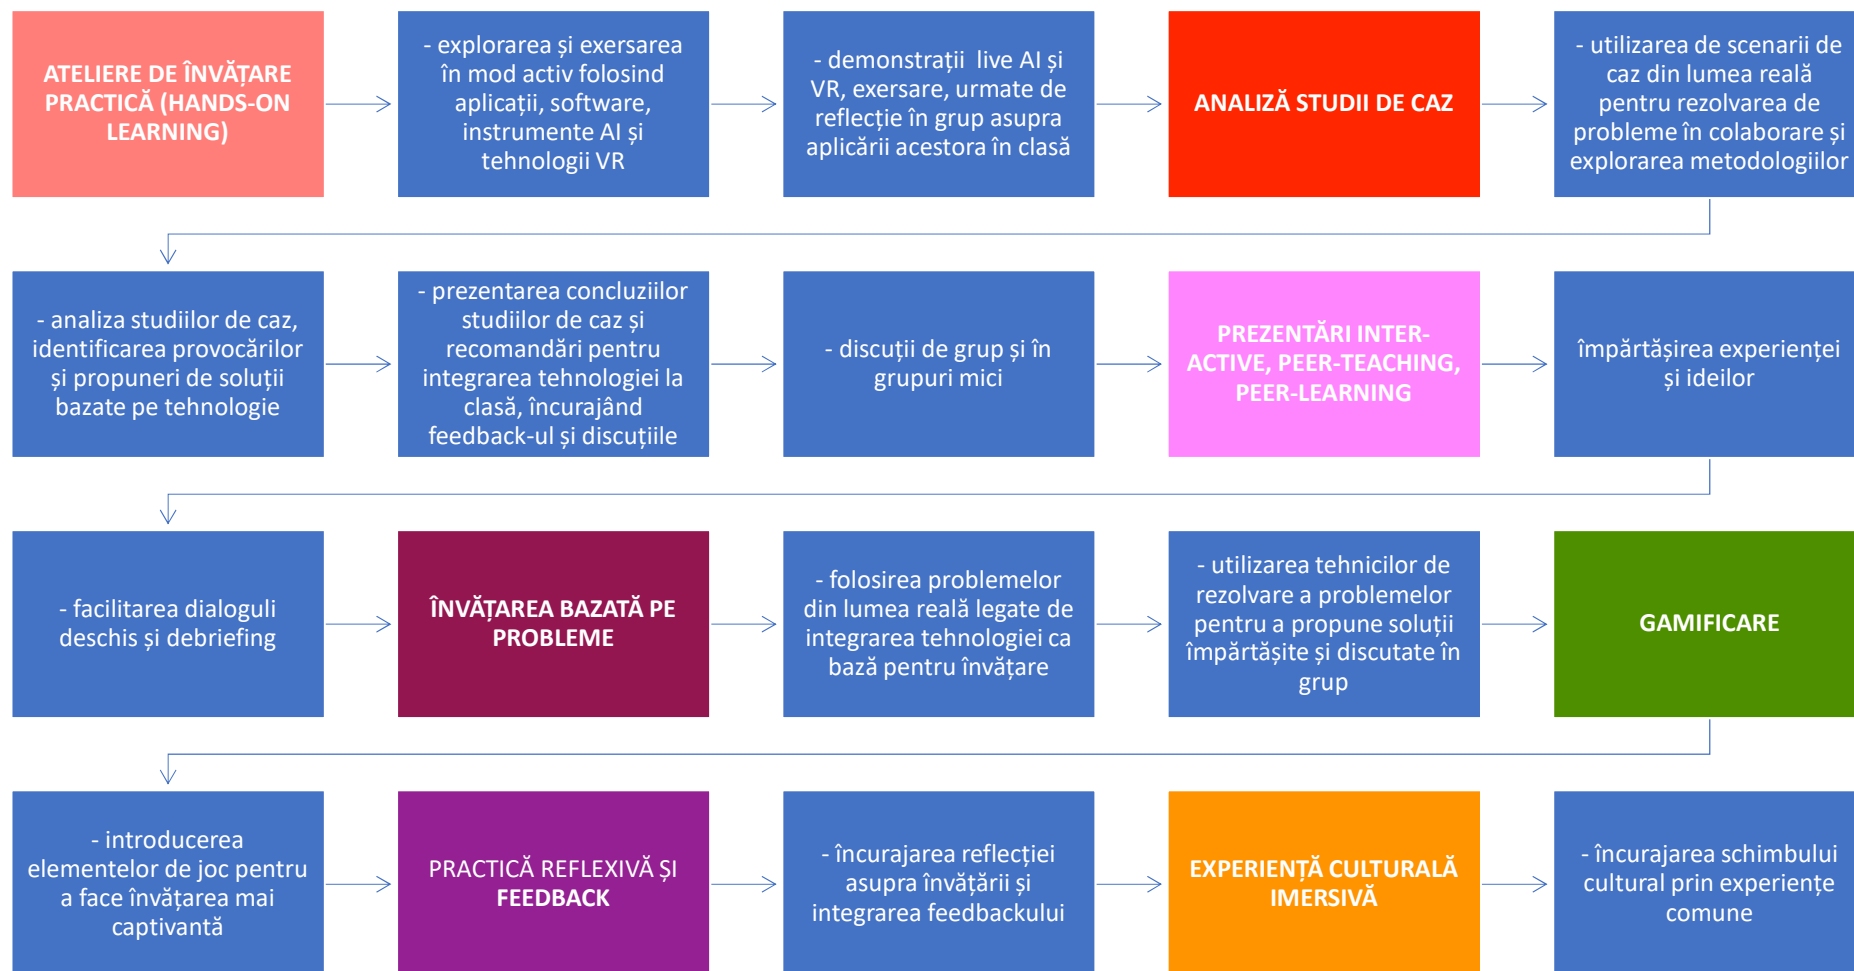 ATELIERE DE ÎNVĂȚARE
PRACTICĂ (HANDS-ON
LEARNING)
- explorarea și exersarea
în mod activ folosind
aplicații, software,
instrumente AI și
tehnologii VR
- demonstrații  live AI și
VR, exersare, urmate de
reflecție în grup asupra
aplicării acestora în clasă
ANALIZĂ STUDII DE CAZ
- utilizarea de scenarii de
caz din lumea reală
pentru rezolvarea de
probleme în colaborare și
explorarea metodologiilor
- analiza studiilor de caz,
identificarea provocărilor
și propuneri de soluții
bazate pe tehnologie
- prezentarea concluziilor
studiilor de caz și
recomandări pentru
integrarea tehnologiei la
clasă, încurajând
feedback-ul și discuțiile
- discuții de grup și în
grupuri mici
PREZENTĂRI INTER-
ACTIVE, PEER-TEACHING,
PEER-LEARNING
împărtășirea experienței
și ideilor
- facilitarea dialoguli
deschis și debriefing
ÎNVĂȚAREA BAZATĂ PE
PROBLEME
- folosirea problemelor
din lumea reală legate de
integrarea tehnologiei ca
bază pentru învățare
- utilizarea tehnicilor de
rezolvare a problemelor
pentru a propune soluții
împărtășite și discutate în
grup
GAMIFICARE
- introducerea
elementelor de joc pentru
a face învățarea mai
captivantă
PRACTICĂ REFLEXIVĂ ȘI
FEEDBACK
- încurajarea reflecției
asupra învățării și
integrarea feedbackului
EXPERIENȚĂ CULTURALĂ
IMERSIVĂ
- încurajarea schimbului
cultural prin experiențe
comune